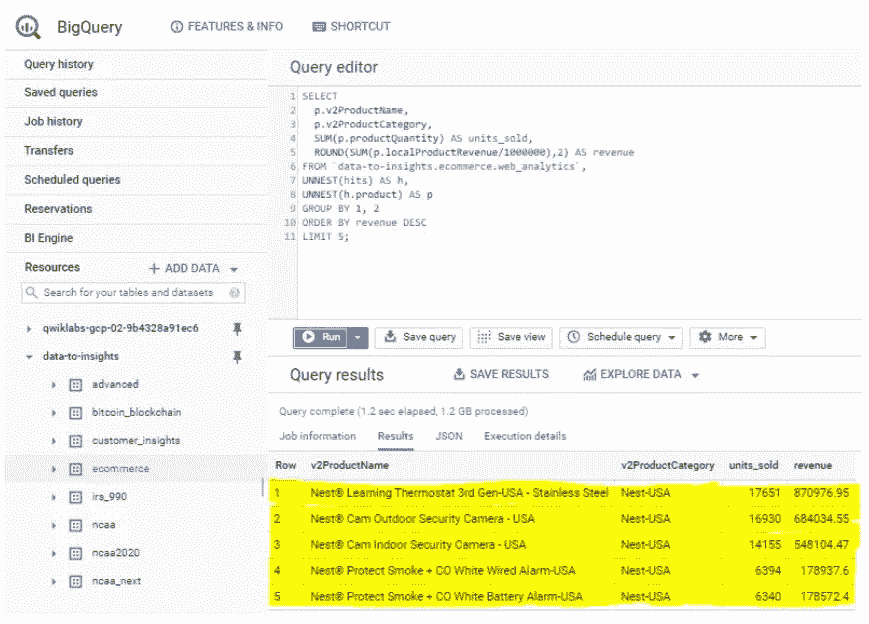 BigQuery
FEATURES & INFO
SHORTCUT
Query history
Saved queries
Job history
Transfers
Scheduled queries
Reservations
BI Engine
Resources
ADD DATA
Search for your tables and datasets
qwiklabs-gcp-02-9b4328a91ec6
data-to-insights
advanced
bitcoin_blockchain
customer_insights
ecommerce
irs_990
ncaa
ncaa2020
ncaa_next
Query editor
1 SELECT
2 p.v2ProductName,
3 p.v2ProductCategory,
4 SUM(p.productQuantity) AS units_sold,
5 ROUND(SUM(p.localProductRevenue/1000000),2) AS revenue
6 FROM `data-to-insights.ecommerce.web_analytics`,
7 UNNEST(hits) AS h,
8 UNNEST(h.product) AS p
9 GROUP BY 1, 2
10 ORDER BY revenue DESC
11 LIMIT 5;
Run Save query Save view Schedule query More
Query results SAVE RESULTS EXPLORE DATA
Query complete (1.2 sec elapsed, 1.2 GB processed)
Job information Results JSON Execution details
Row v2ProductName v2ProductCategory units_sold revenue
1 Nest® Learning Thermostat 3rd Gen-USA - Stainless Steel Nest-USA 17651 870976.95
2 Nest® Cam Outdoor Security Camera - USA Nest-USA 16930 684034.55
3 Nest® Cam Indoor Security Camera - USA Nest-USA 14155 548104.47
4 Nest® Protect Smoke + CO White Wired Alarm-USA Nest-USA 6394 178937.6
5 Nest® Protect Smoke + CO White Battery Alarm-USA Nest-USA 6340 178572.4